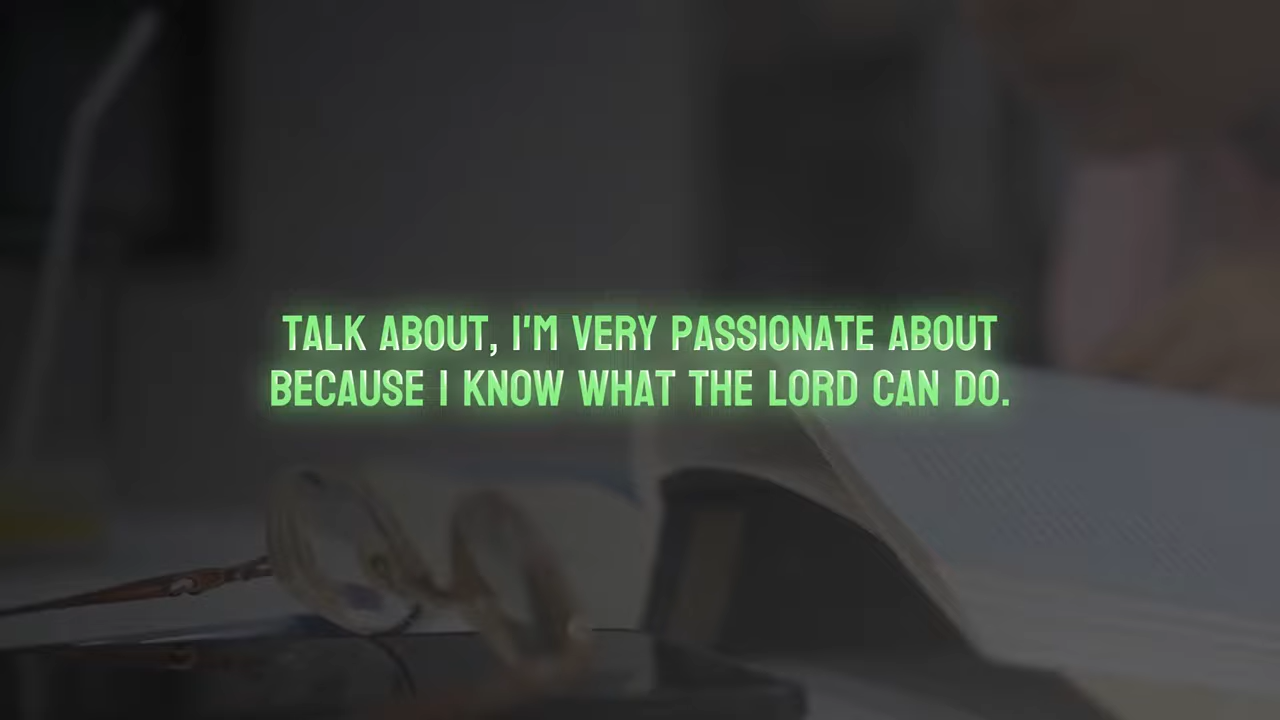 TALK ABOUT, I'M VERY PASSIONATE ABOUT
BECAUSE I KNOW WHAT THE LORD CAN DO.